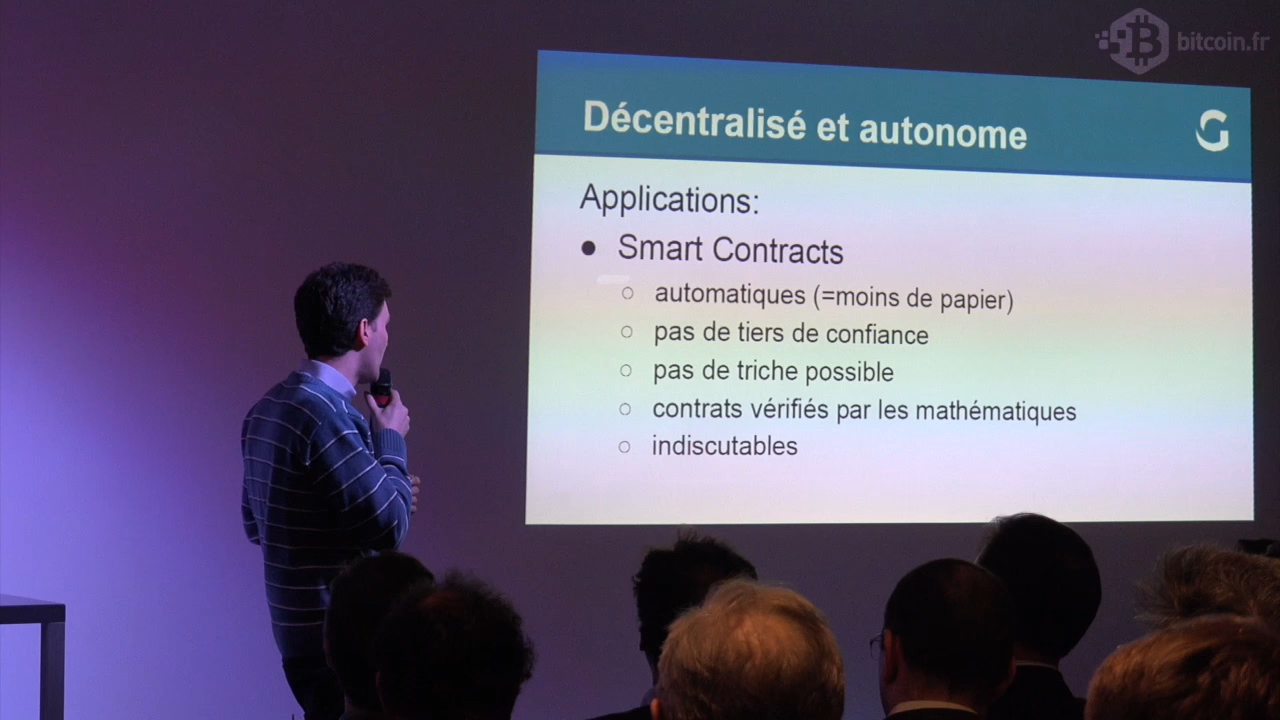 bitcoin.fr
Décentralisé et autonome
Applications:
● Smart Contracts
○ automatiques (=moins de papier)
○ pas de tiers de confiance
○ pas de triche possible
○ contrats vérifiés par les mathématiques
○ indiscutables